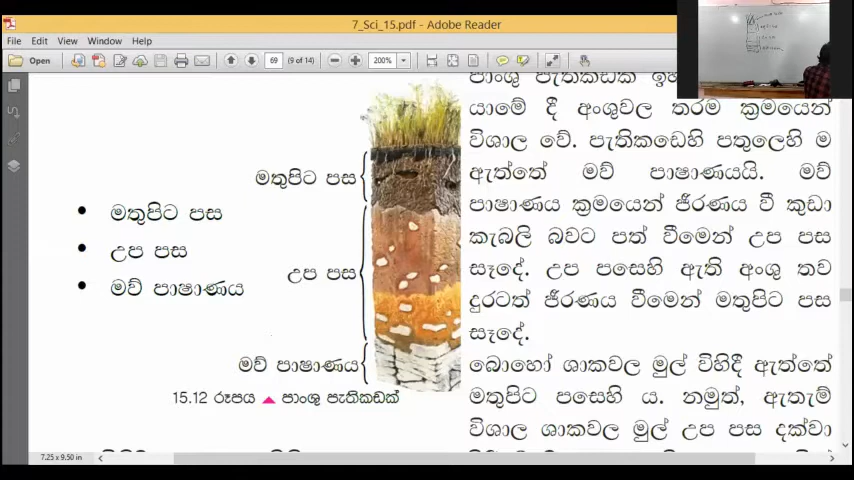 7_Sci_15.pdf - Adobe Reader
File Edit View Window Help
Open 69 (9 of 14) 200%
මතුපිට පස
උප පස
මව් පාෂාණය
• මතුපිට පස
• උප පස
• මව් පාෂාණය
15.12 රූපය ▲ පාංශු පැතිකඩක්
පාංශු පැතිකඩක
යාමේ දී අංශුවල තරම ක්‍රමයෙන්
විශාල වේ. පැතිකඩෙහි පතුලෙහි ම
ඇත්තේ මව් පාෂාණයයි. මව්
පාෂාණය ක්‍රමයෙන් ජීරණය වී කුඩා
කැබලි බවට පත් වීමෙන් උප පස
සෑදේ. උප පසෙහි ඇති අංශු තව
දුරටත් ජීරණය වීමෙන් මතුපිට පස
සෑදේ.
බොහෝ ශාකවල මුල් විහිදී ඇත්තේ
මතුපිට පසෙහි ය. නමුත්, ඇතැම්
විශාල ශාකවල මුල් උප පස දක්වා
7.25 x 9.50 in